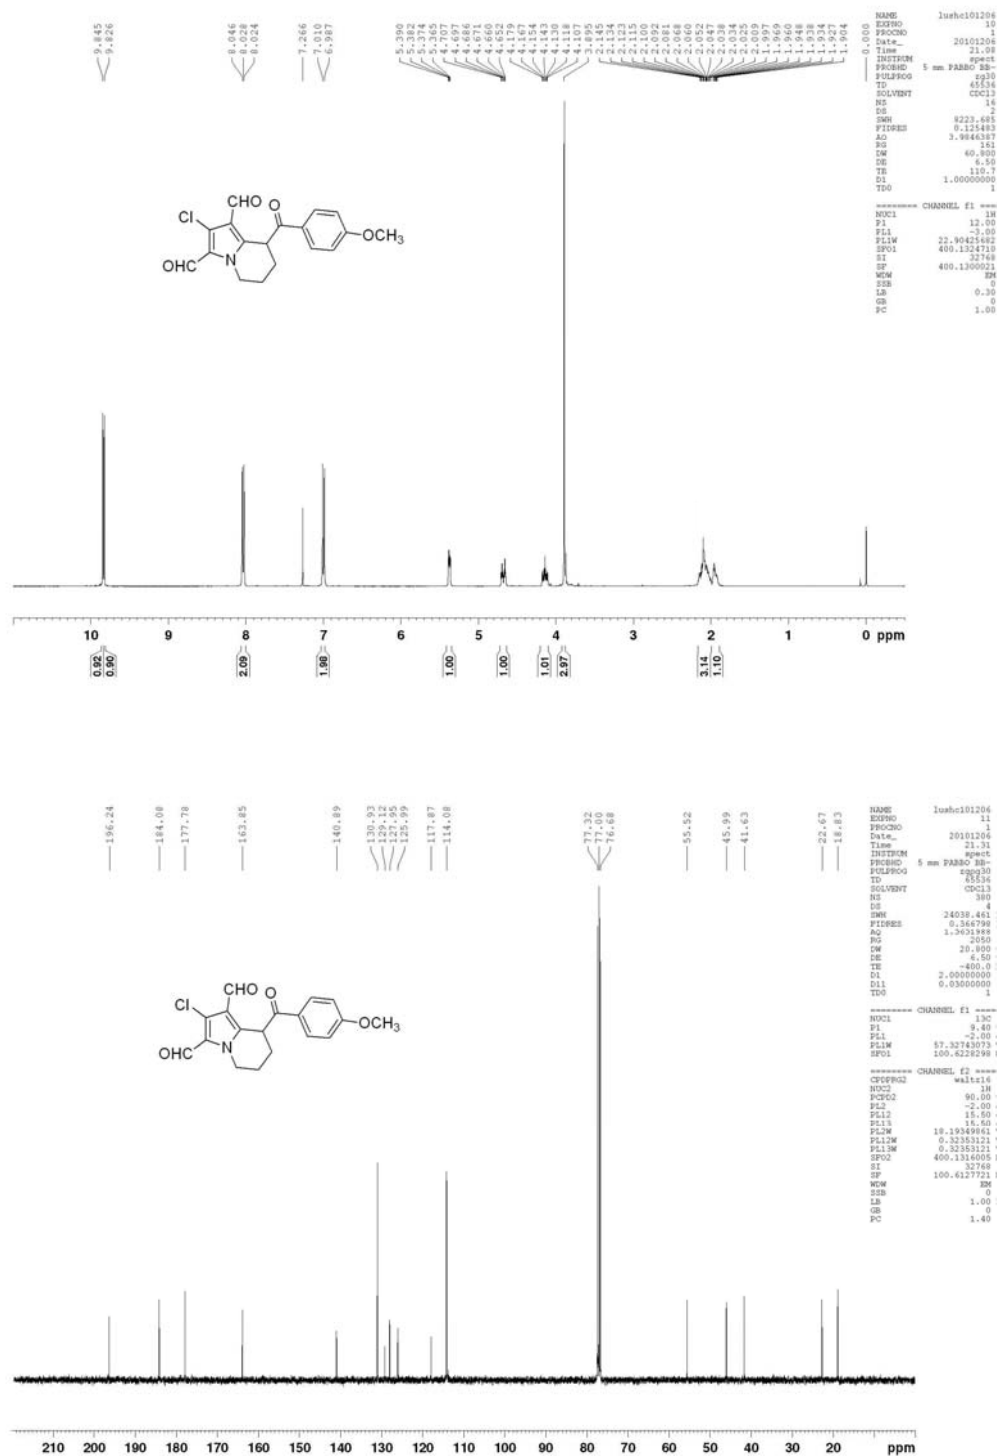 9.845
9.826
8.046
8.028
8.024
7.266
7.010
6.987
5.390
5.382
5.374
5.365
4.707
4.697
4.686
4.671
4.660
4.652
4.179
4.167
4.154
4.143
4.130
4.118
4.107
3.895
2.145
2.134
2.123
2.115
2.100
2.092
2.081
2.068
2.060
2.052
2.047
2.038
2.034
2.025
2.009
1.997
1.969
1.960
1.948
1.938
1.934
1.927
1.904
0.000
NAME lushc101206
EXPNO 10
PROCNO 1
Date_ 20101206
Time 21.08
INSTRUM spect
PROBHD 5 mm PABBO BB-
PULPROG zg30
TD 65536
SOLVENT CDCl3
NS 16
DS 2
SWH 8223.685
FIDRES 0.125483
AQ 3.9846387
RG 161
DW 60.800
DE 6.50
TE 110.7
D1 1.00000000
TD0 1
======== CHANNEL f1 ===
NUC1 1H
P1 12.00
PL1 -3.00
PL1W 22.90425682
SFO1 400.1324710
SI 32768
SF 400.1300021
WDW EM
SSB 0
LB 0.30
GB 0
PC 1.00
CHO
O
Cl
OCH3
OHC
N
10 9 8 7 6 5 4 3 2 1 0 ppm
0.92
0.90
2.09
1.98
1.00
1.00
1.01
2.97
3.14
1.10
196.24
184.08
177.78
163.85
140.89
130.93
129.12
127.95
125.99
117.87
114.08
77.32
77.00
76.68
55.52
45.99
41.63
22.67
18.83
NAME lushc101206
EXPNO 11
PROCNO 1
Date_ 20101206
Time 21.31
INSTRUM spect
PROBHD 5 mm PABBO BB-
PULPROG zgpg30
TD 65536
SOLVENT CDCl3
NS 380
DS 4
SWH 24038.461
FIDRES 0.366798
AQ 1.3631988
RG 2050
DW 20.800
DE 6.50
TE -400.0
D1 2.00000000
D11 0.03000000
TD0 1
======== CHANNEL f1 ====
NUC1 13C
P1 9.40
PL1 -2.00
PL1W 57.32743073
SFO1 100.6228298
======== CHANNEL f2 ====
CPDPRG2 waltz16
NUC2 1H
PCPD2 90.00
PL2 -2.00
PL12 15.50
PL13 15.50
PL2W 18.19349861
PL12W 0.32353121
PL13W 0.32353121
SFO2 400.1316005
SI 32768
SF 100.6127721
WDW EM
SSB 0
LB 1.00
GB 0
PC 1.40
CHO
O
Cl
OCH3
OHC
N
210 200 190 180 170 160 150 140 130 120 110 100 90 80 70 60 50 40 30 20 ppm